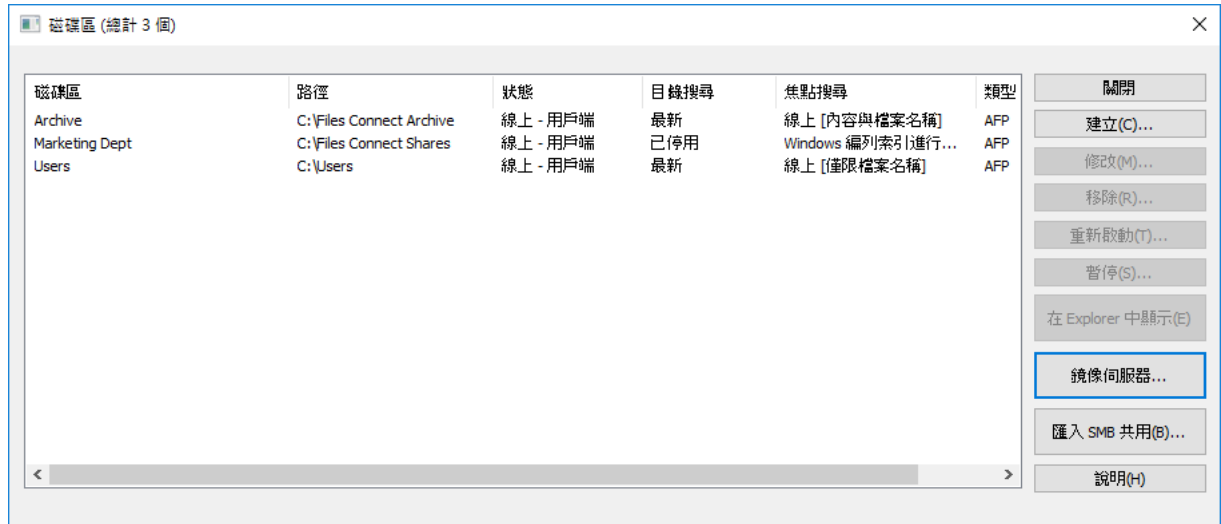 磁碟區 (總計 3 個)
磁碟區 路徑 狀態 目錄搜尋 焦點搜尋 類型
Archive C:\Files Connect Archive 線上 - 用戶端 最新 線上 [內容與檔案名稱] AFP
Marketing Dept C:\Files Connect Shares 線上 - 用戶端 已停用 Windows 編列索引進行... AFP
Users C:\Users 線上 - 用戶端 最新 線上 [僅限檔案名稱] AFP
關閉
建立(C)...
修改(M)...
移除(R)...
重新啟動(T)...
暫停(S)...
在 Explorer 中顯示(E)
鏡像伺服器...
匯入 SMB 共用(B)...
說明(H)